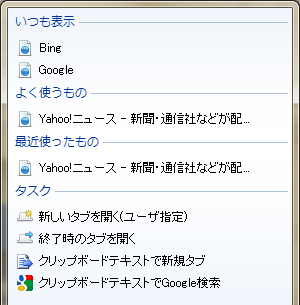 いつも表示
Bing
Google
よく使うもの
Yahoo!ニュース - 新聞・通信社などが配...
最近使ったもの
Yahoo!ニュース - 新聞・通信社などが配...
タスク
新しいタブを開く(ユーザ指定)
終了時のタブを開く
クリップボードテキストで新規タブ
クリップボードテキストでGoogle検索